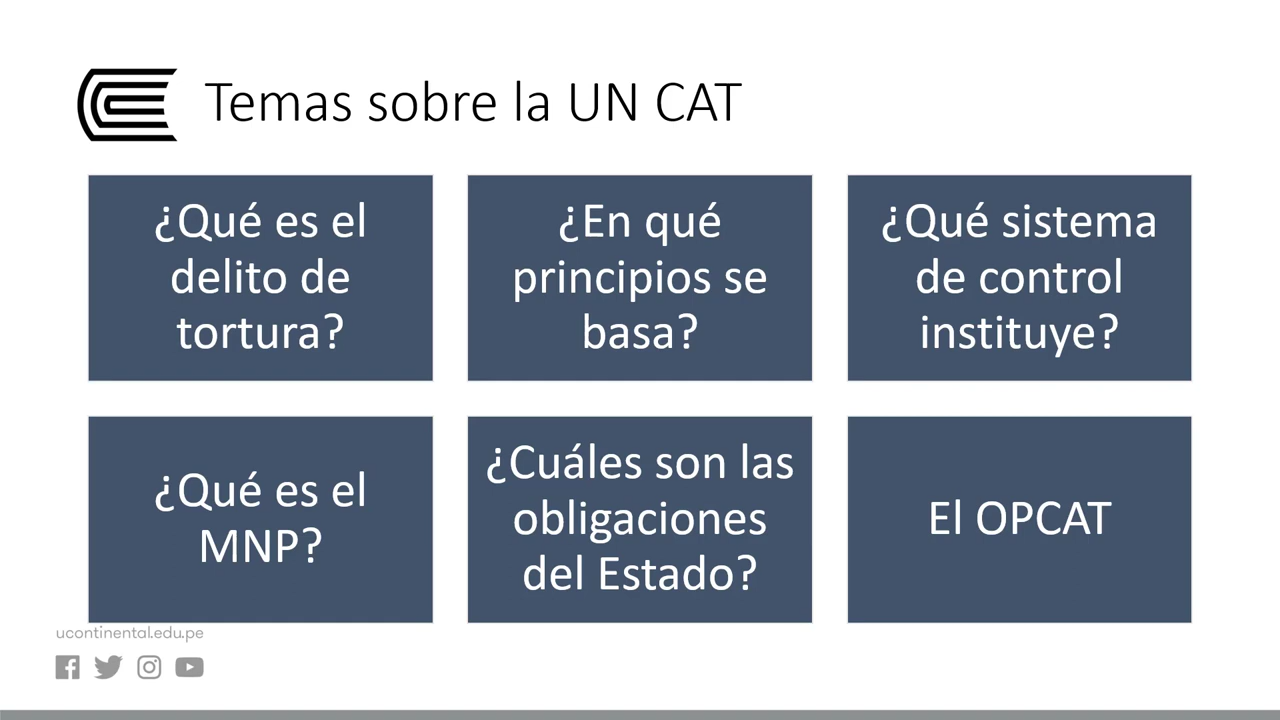 Temas sobre la UN CAT
¿Qué es el
delito de
tortura?
¿En qué
principios se
basa?
¿Qué sistema
de control
instituye?
¿Qué es el
MNP?
¿Cuáles son las
obligaciones
del Estado?
El OPCAT
ucontinental.edu.pe